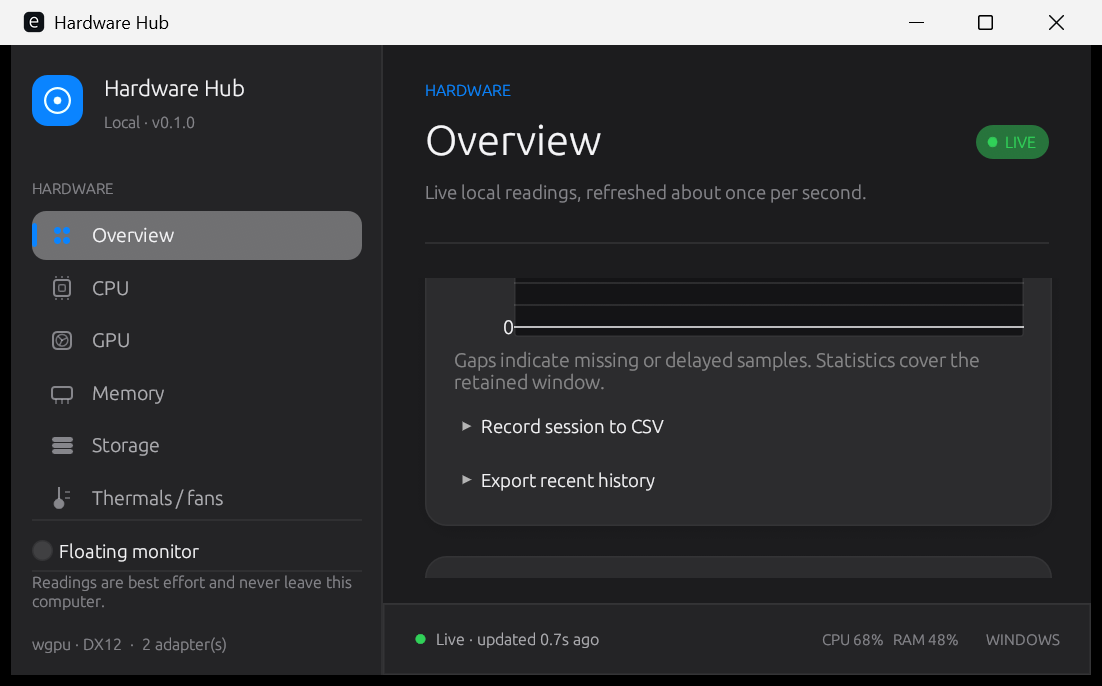 e Hardware Hub
Hardware Hub
Local · v0.1.0
HARDWARE
Overview
CPU
GPU
Memory
Storage
Thermals / fans
Floating monitor
Readings are best effort and never leave this
computer.
wgpu · DX12 · 2 adapter(s)
HARDWARE
Overview
LIVE
Live local readings, refreshed about once per second.
0
Gaps indicate missing or delayed samples. Statistics cover the
retained window.
Record session to CSV
Export recent history
Live · updated 0.7s ago
CPU 68% RAM 48% WINDOWS